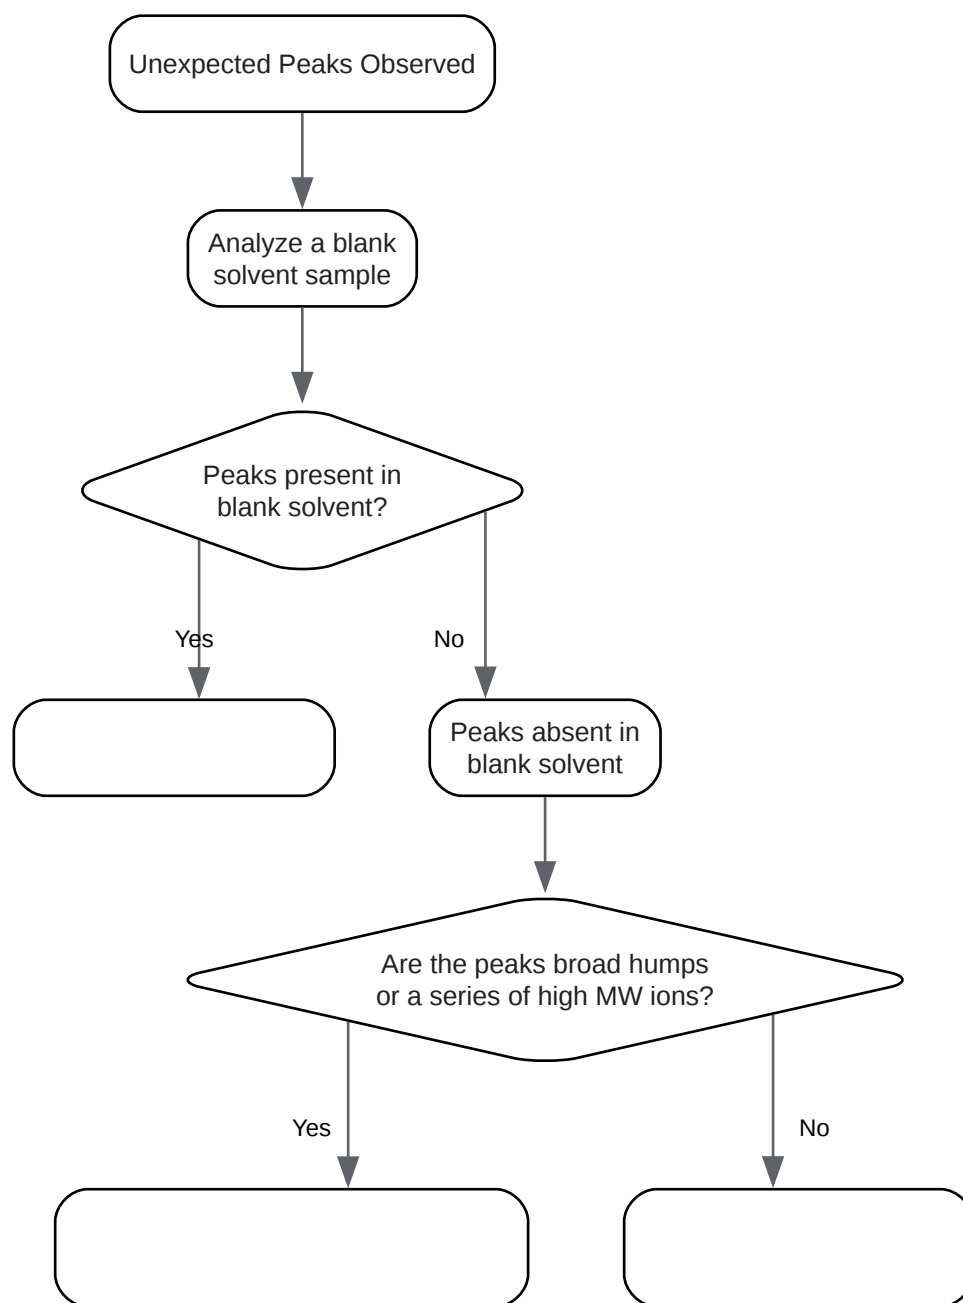 Unexpected Peaks Observed
Analyze a blank
solvent sample
Peaks present in
blank solvent?
Yes
No
Peaks absent in
blank solvent
Are the peaks broad humps
or a series of high MW ions?
Yes
No